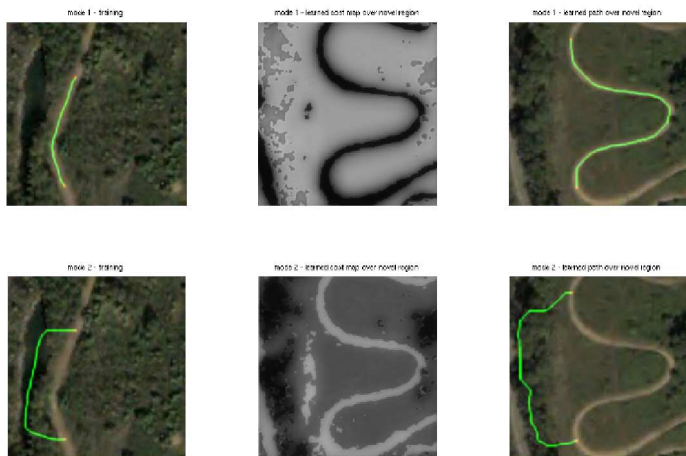 mode 1 - training
mode 1 - learned cost map over novel region
mode 1 - learned path over novel region
mode 2 - training
mode 2 - learned cost map over novel region
mode 2 - learned path over novel region